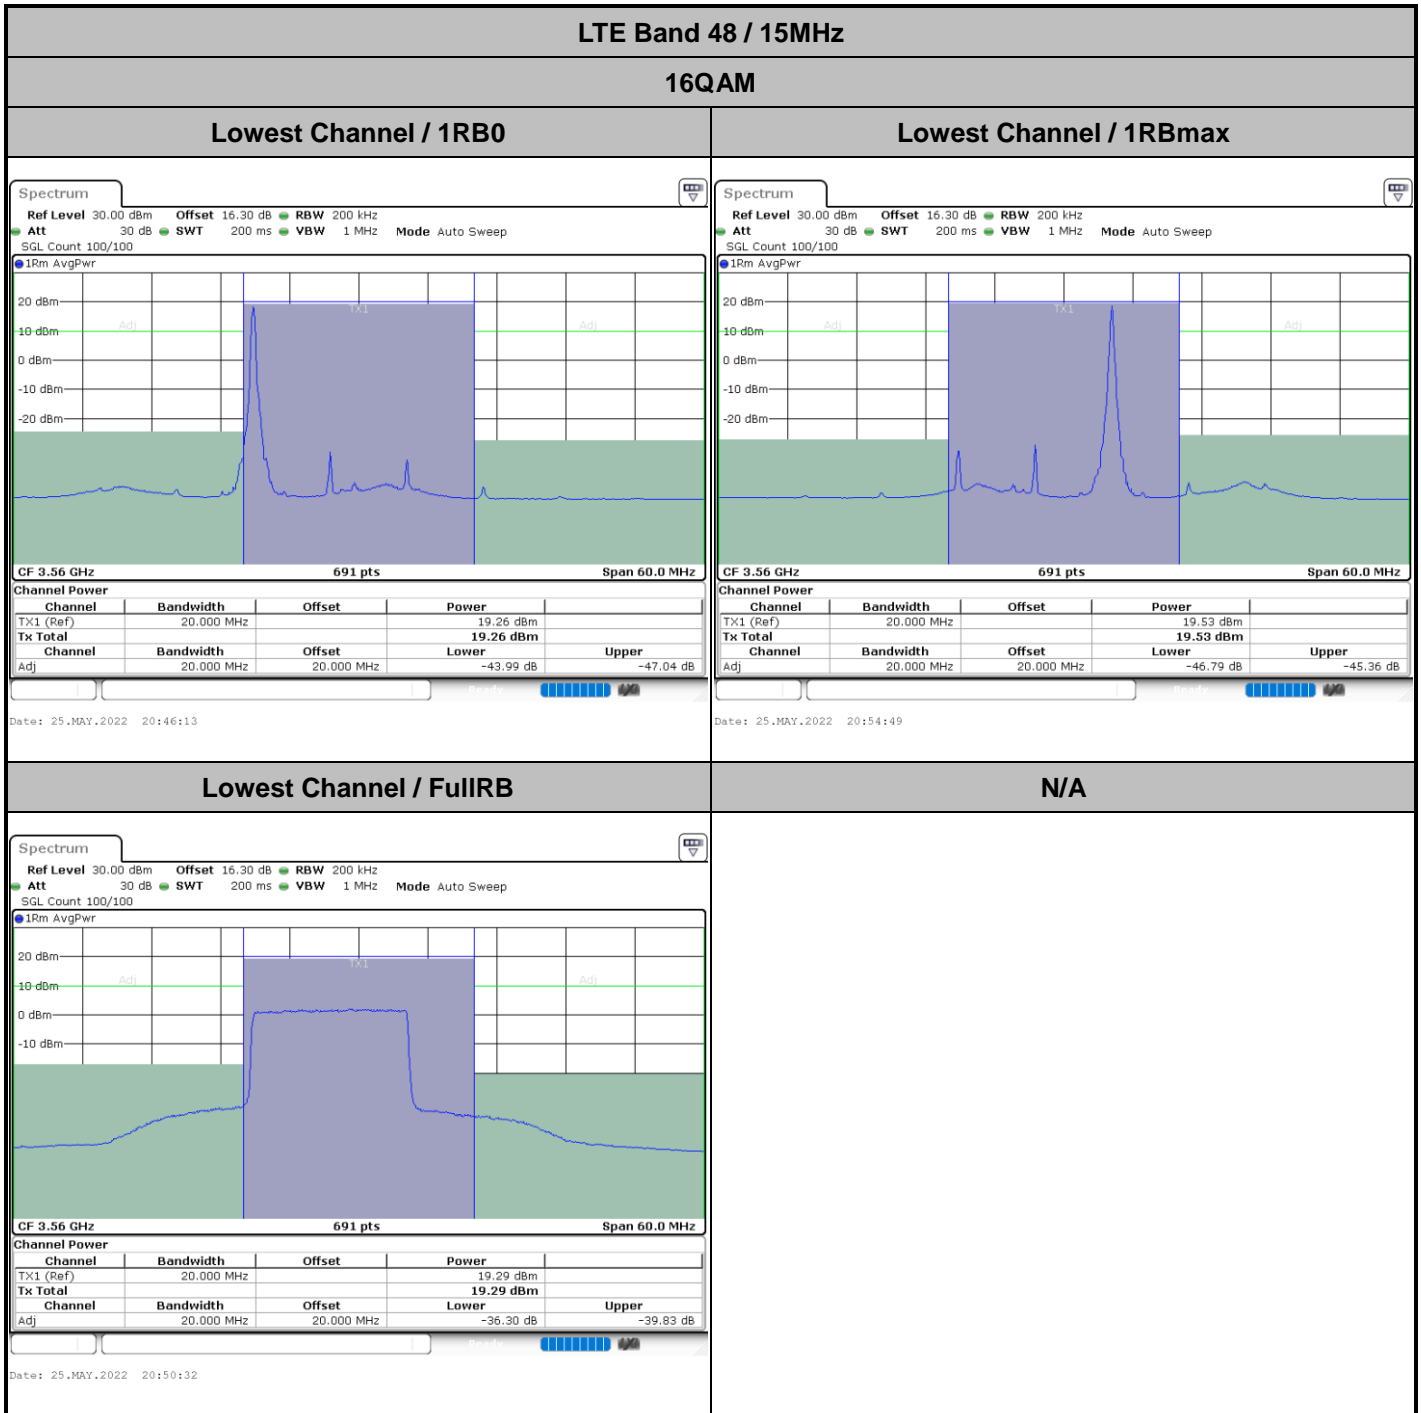 LTE Band 48 / 15MHz
16QAM
Lowest Channel / 1RB0
Lowest Channel / 1RBmax
Spectrum
Ref Level 30.00 dBm Offset 16.30 dB RBW 200 kHz
Att 30 dB SWT 200 ms VBW 1 MHz Mode Auto Sweep
SGL Count 100/100
1Rm AvgPwr
TX1
20 dBm
Adj
Adj
10 dBm
0 dBm
-10 dBm
-20 dBm
CF 3.56 GHz 691 pts Span 60.0 MHz
Channel Power
Channel Bandwidth Offset Power
TX1 (Ref) 20.000 MHz 19.26 dBm
Tx Total 19.26 dBm
Channel Bandwidth Offset Lower Upper
Adj 20.000 MHz 20.000 MHz -43.99 dB -47.04 dB
Ready
Date: 25.MAY.2022 20:46:13
Spectrum
Ref Level 30.00 dBm Offset 16.30 dB RBW 200 kHz
Att 30 dB SWT 200 ms VBW 1 MHz Mode Auto Sweep
SGL Count 100/100
1Rm AvgPwr
TX1
20 dBm
Adj
Adj
10 dBm
0 dBm
-10 dBm
-20 dBm
CF 3.56 GHz 691 pts Span 60.0 MHz
Channel Power
Channel Bandwidth Offset Power
TX1 (Ref) 20.000 MHz 19.53 dBm
Tx Total 19.53 dBm
Channel Bandwidth Offset Lower Upper
Adj 20.000 MHz 20.000 MHz -46.79 dB -45.36 dB
Ready
Date: 25.MAY.2022 20:54:49
Lowest Channel / FullRB
N/A
Spectrum
Ref Level 30.00 dBm Offset 16.30 dB RBW 200 kHz
Att 30 dB SWT 200 ms VBW 1 MHz Mode Auto Sweep
SGL Count 100/100
1Rm AvgPwr
20 dBm
TX1
Adj
Adj
10 dBm
0 dBm
-10 dBm
CF 3.56 GHz 691 pts Span 60.0 MHz
Channel Power
Channel Bandwidth Offset Power
TX1 (Ref) 20.000 MHz 19.29 dBm
Tx Total 19.29 dBm
Channel Bandwidth Offset Lower Upper
Adj 20.000 MHz 20.000 MHz -36.30 dB -39.83 dB
Ready
Date: 25.MAY.2022 20:50:32